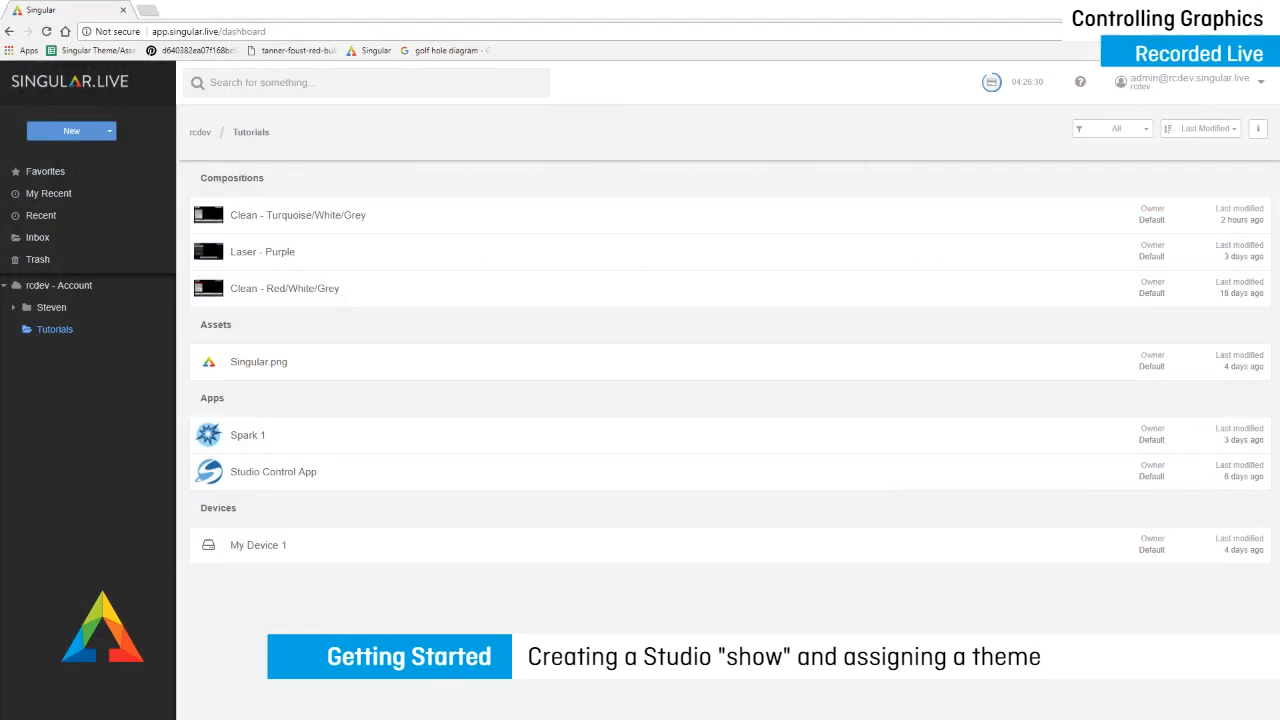 Singular
Controlling Graphics
Not secure | app.singular.live/dashboard
Recorded Live
Apps Singular Theme/Asse d640382ea07f168bcl tanner-foust-red-bul Singular golf hole diagram - G
SINGULAR.LIVE
Search for something...
04:26:30
admin@rcdev.singular.live
rcdev
New
rcdev / Tutorials
All
Last Modified
Favorites
My Recent
Recent
Inbox
Trash
rcdev - Account
Steven
Tutorials
Compositions
Clean - Turquoise/White/Grey
Owner
Default
Last modified
2 hours ago
Laser - Purple
Owner
Default
Last modified
3 days ago
Clean - Red/White/Grey
Owner
Default
Last modified
18 days ago
Assets
Singular.png
Owner
Default
Last modified
4 days ago
Apps
Spark 1
Owner
Default
Last modified
3 days ago
Studio Control App
Owner
Default
Last modified
6 days ago
Devices
My Device 1
Owner
Default
Last modified
4 days ago
Getting Started
Creating a Studio "show" and assigning a theme